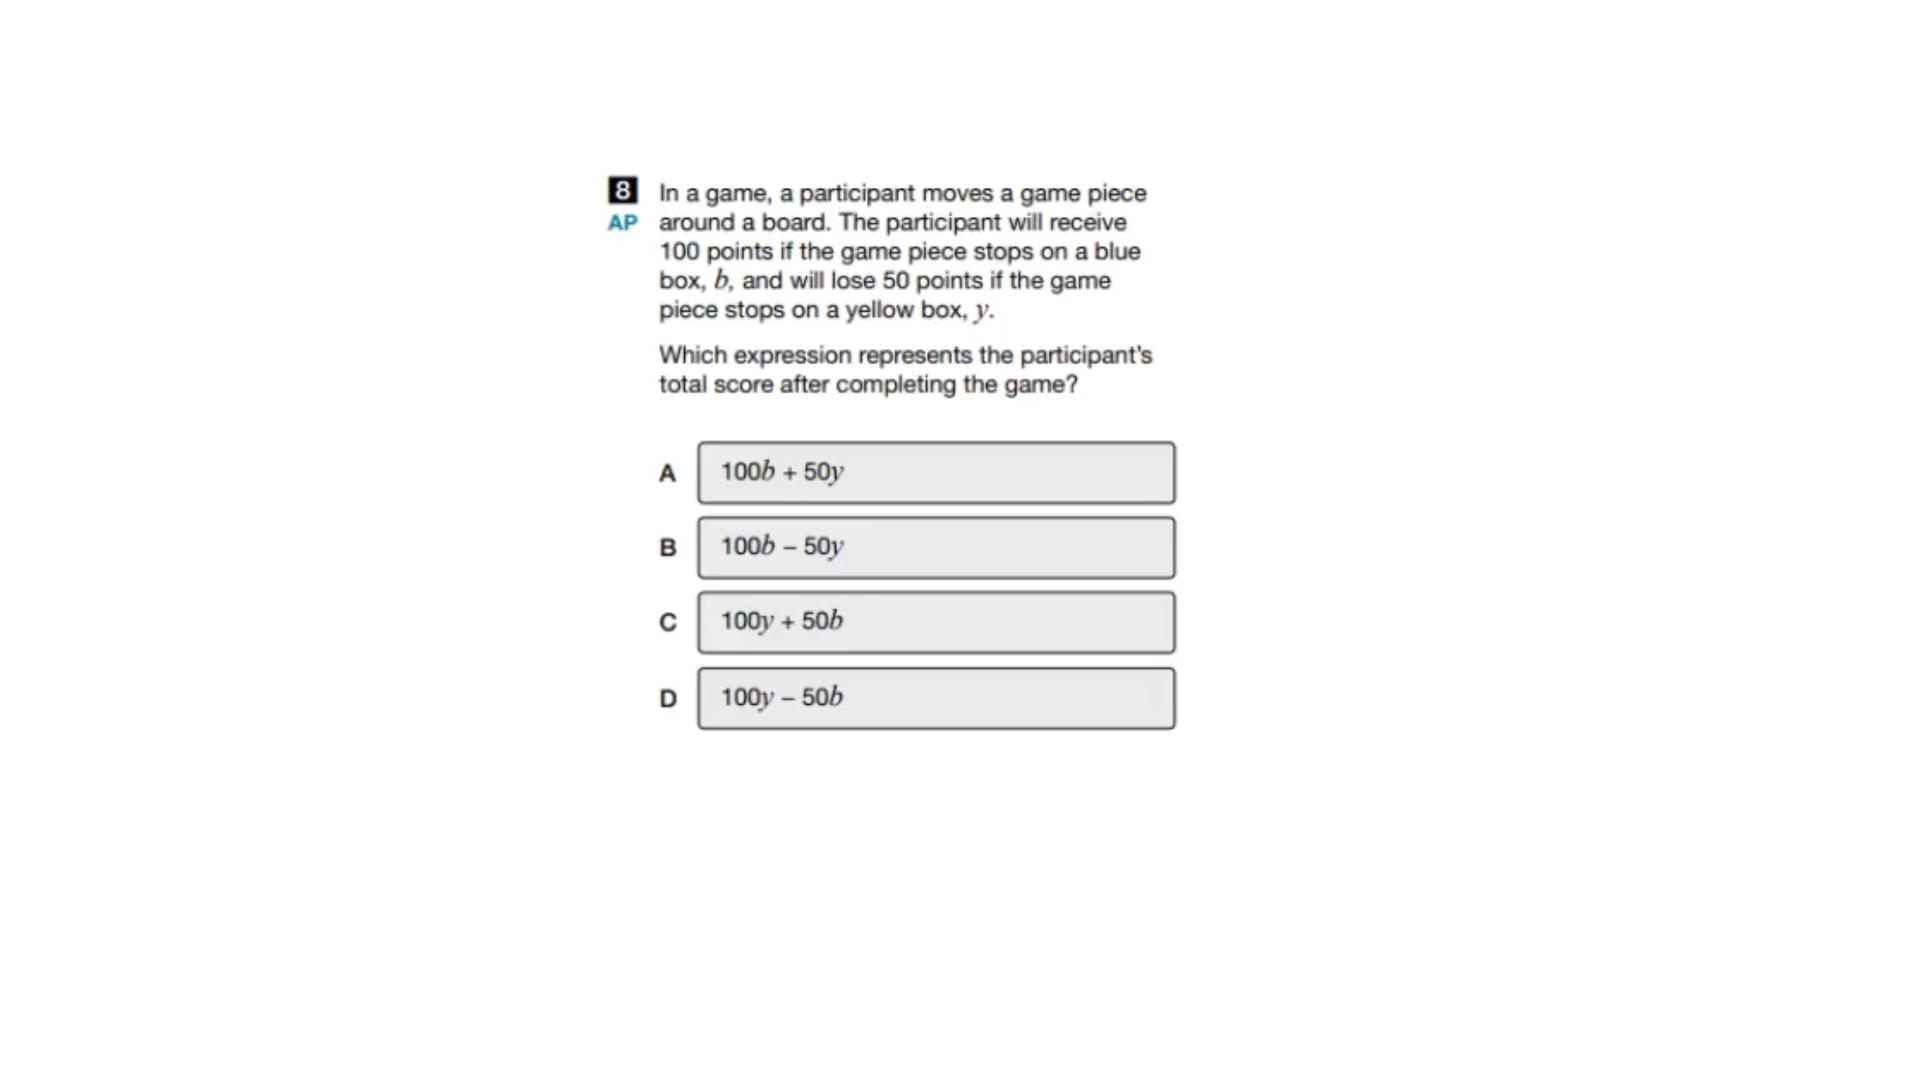 8 In a game, a participant moves a game piece
AP around a board. The participant will receive
100 points if the game piece stops on a blue
box, b, and will lose 50 points if the game
piece stops on a yellow box, y.
Which expression represents the participant's
total score after completing the game?
A 100b + 50y
B 100b – 50y
C 100y + 50b
D 100y – 50b